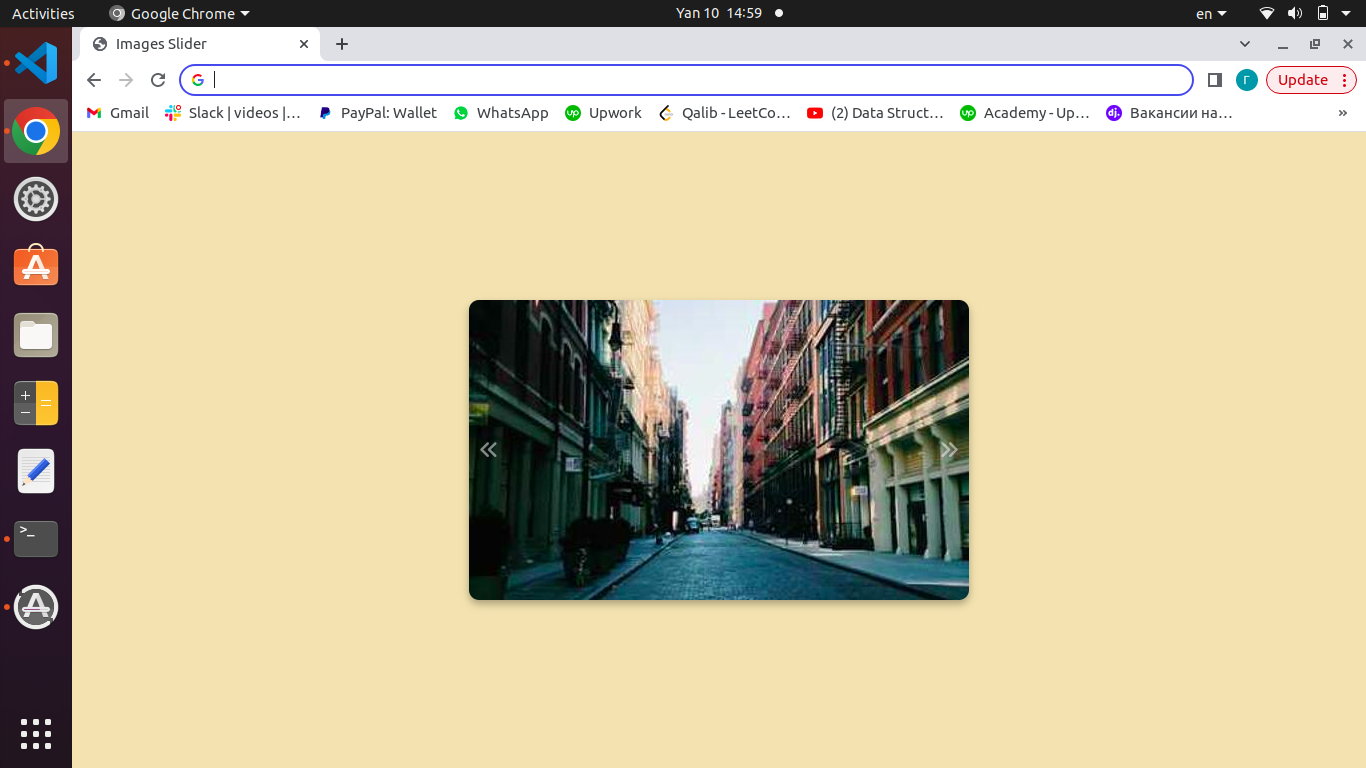 Activities Google Chrome Yan 10 14:59 en
Images Slider
Update Г
Gmail Slack | videos |… PayPal: Wallet WhatsApp Upwork Qalib - LeetCo… (2) Data Struct… Academy - Up… Вакансии на… »